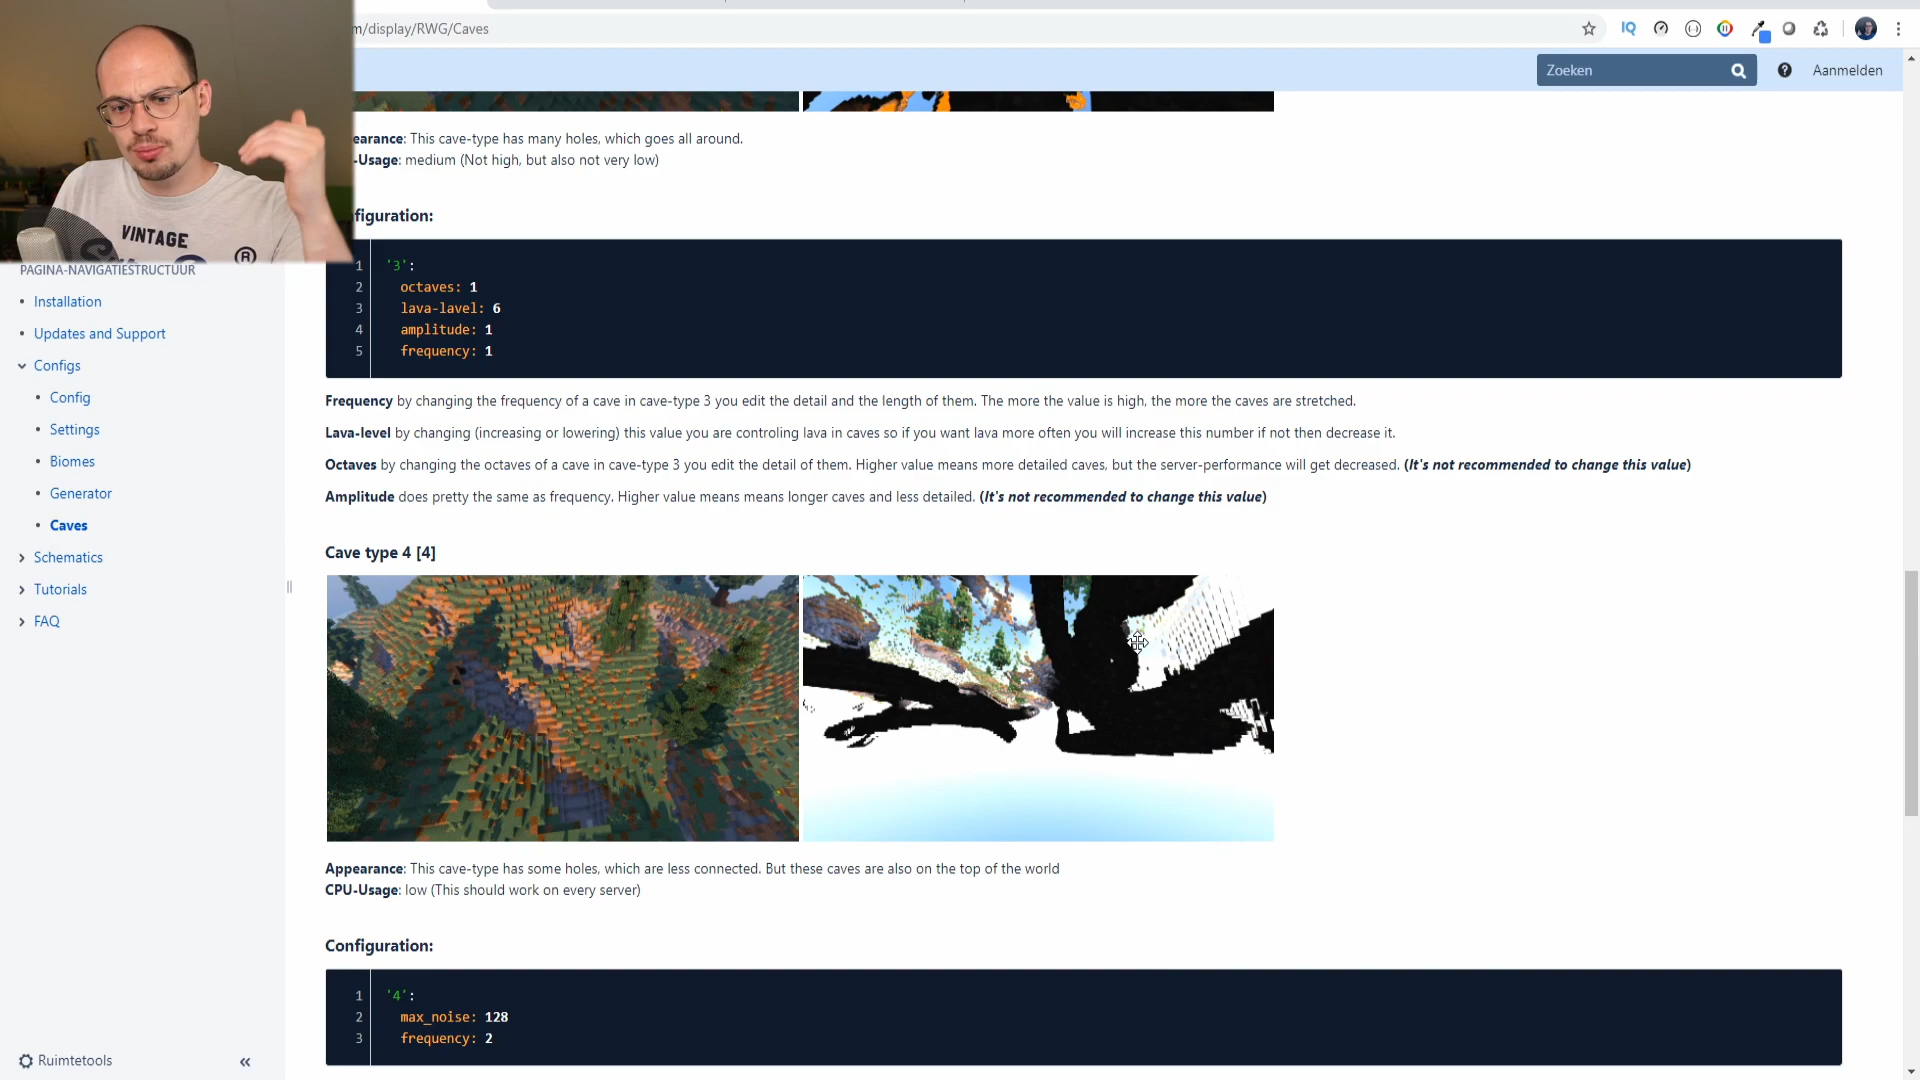 m/display/RWG/Caves
IQ
Zoeken
Aanmelden
VINTAGE
®
earance: This cave-type has many holes, which goes all around.
-Usage: medium (Not high, but also not very low)
figuration:
1 '3':
2 octaves: 1
3 lava-lavel: 6
4 amplitude: 1
5 frequency: 1
PAGINA-NAVIGATIESTRUCTUUR
Installation
Updates and Support
Configs
Config
Settings
Biomes
Generator
Caves
Schematics
Tutorials
FAQ
Ruimtetools
Frequency by changing the frequency of a cave in cave-type 3 you edit the detail and the length of them. The more the value is high, the more the caves are stretched.
Lava-level by changing (increasing or lowering) this value you are controling lava in caves so if you want lava more often you will increase this number if not then decrease it.
Octaves by changing the octaves of a cave in cave-type 3 you edit the detail of them. Higher value means more detailed caves, but the server-performance will get decreased. (It's not recommended to change this value)
Amplitude does pretty the same as frequency. Higher value means means longer caves and less detailed. (It's not recommended to change this value)
Cave type 4 [4]
Appearance: This cave-type has some holes, which are less connected. But these caves are also on the top of the world
CPU-Usage: low (This should work on every server)
Configuration:
1 '4':
2 max_noise: 128
3 frequency: 2